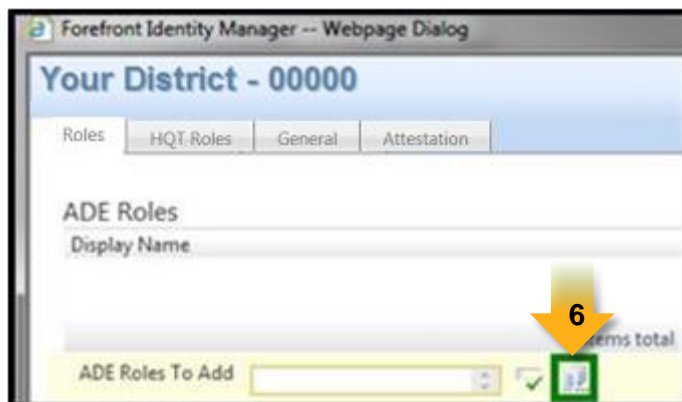 Forefront Identity Manager -- Webpage Dialog
Your District - 00000
Roles HQT Roles General Attestation
ADE Roles
Display Name
6
total
ADE Roles To Add